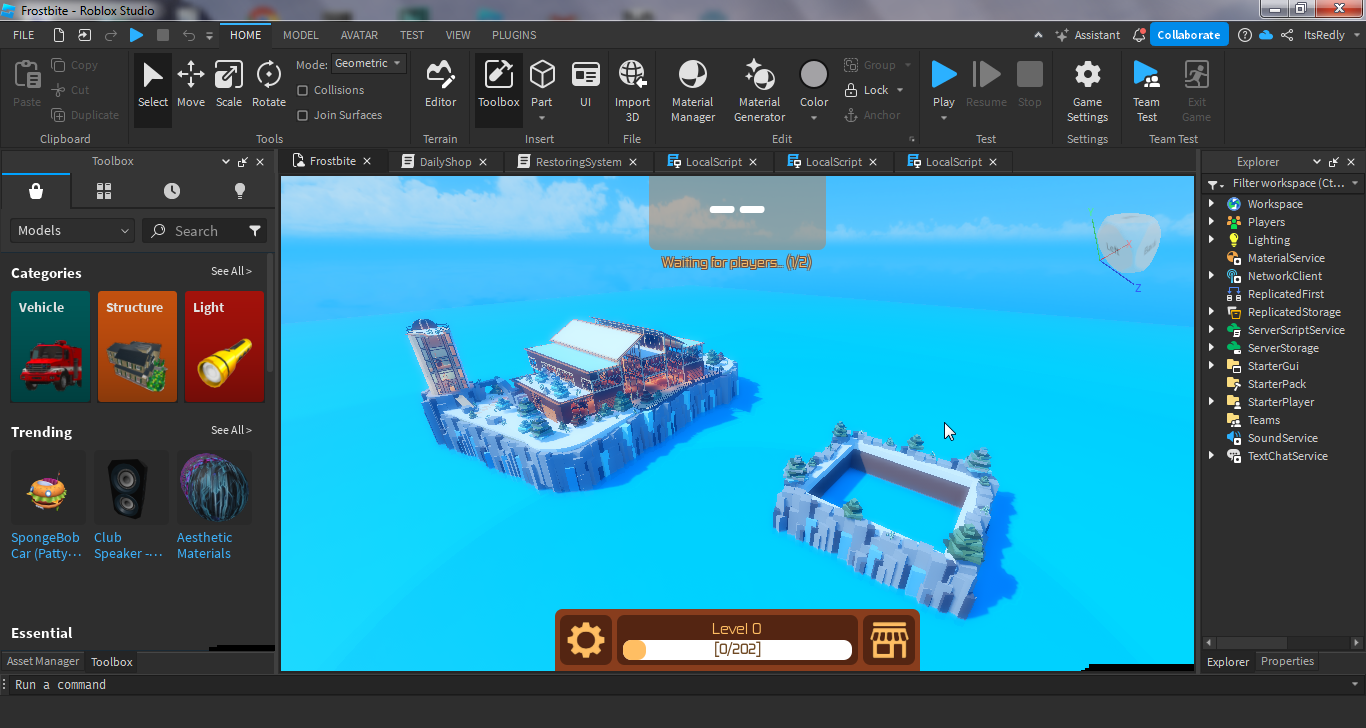 Frostbite - Roblox Studio
FILE
HOME
MODEL
AVATAR
TEST
VIEW
PLUGINS
Assistant
Collaborate
ItsRedly
Paste
Copy
Cut
Duplicate
Clipboard
Select
Move
Scale
Rotate
Mode:
Geometric
Collisions
Join Surfaces
Tools
Editor
Terrain
Toolbox
Part
UI
Insert
Import
3D
File
Material
Manager
Material
Generator
Color
Group
Lock
Anchor
Edit
Play
Resume
Stop
Test
Game
Settings
Settings
Team
Test
Exit
Game
Team Test
Toolbox
Frostbite
DailyShop
RestoringSystem
LocalScript
LocalScript
LocalScript
Explorer
Models
Search
Categories
See All >
Vehicle
Structure
Light
Trending
See All >
SpongeBob
Car (Patty···
Club
Speaker -···
Aesthetic
Materials
Essential
Asset Manager
Toolbox
Waiting for players... (1/2)
Z
Level 0
[0/202]
Filter workspace (Ct...
Workspace
Players
Lighting
MaterialService
NetworkClient
ReplicatedFirst
ReplicatedStorage
ServerScriptService
ServerStorage
StarterGui
StarterPack
StarterPlayer
Teams
SoundService
TextChatService
Explorer
Properties
Run a command